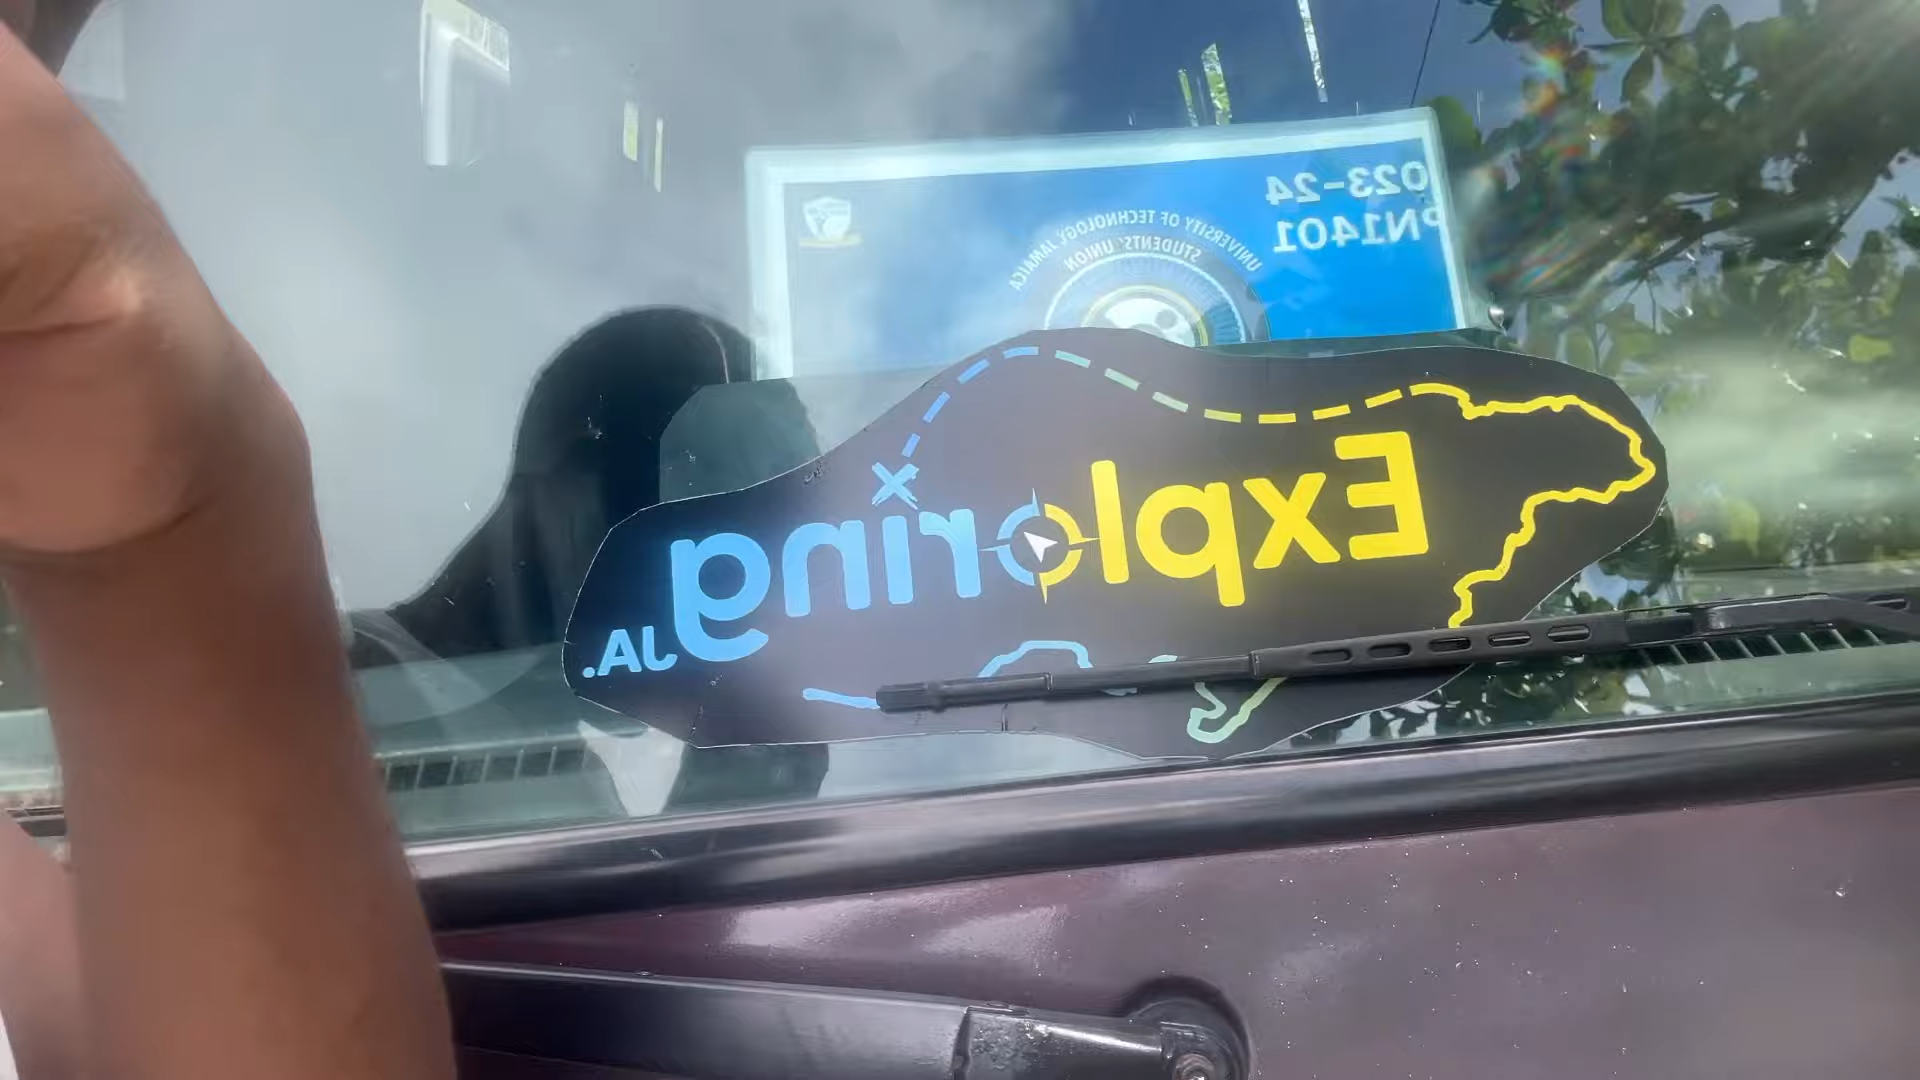 023-24
PN1401
UNIVERSITY OF TECHNOLOGY, JAMAICA
STUDENTS' UNION
Exploring
JA.